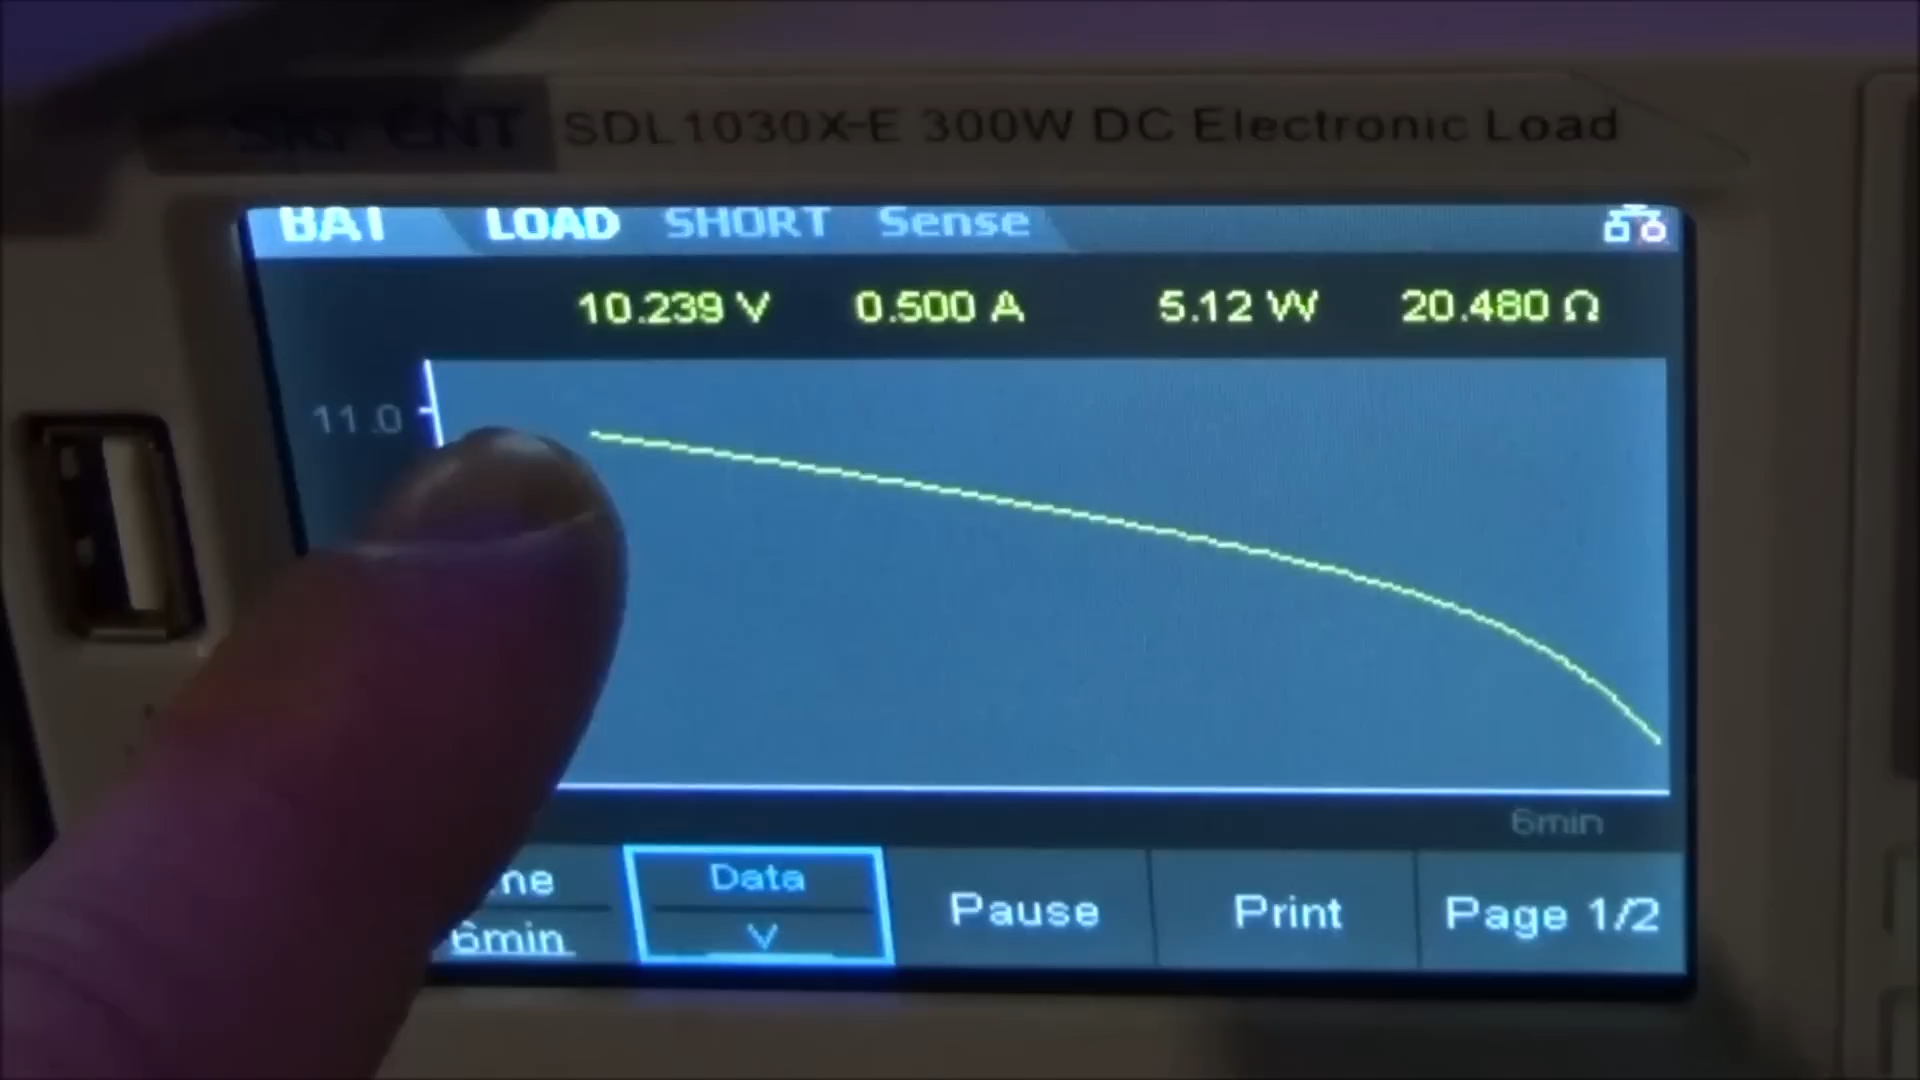 SDL1030X-E 300W DC Electronic Load
BAT LOAD SHORT Sense
10.239 V 0.500 A 5.12 W 20.480 Ω
11.0
6min
Data
V
6min
Pause
Print
Page 1/2